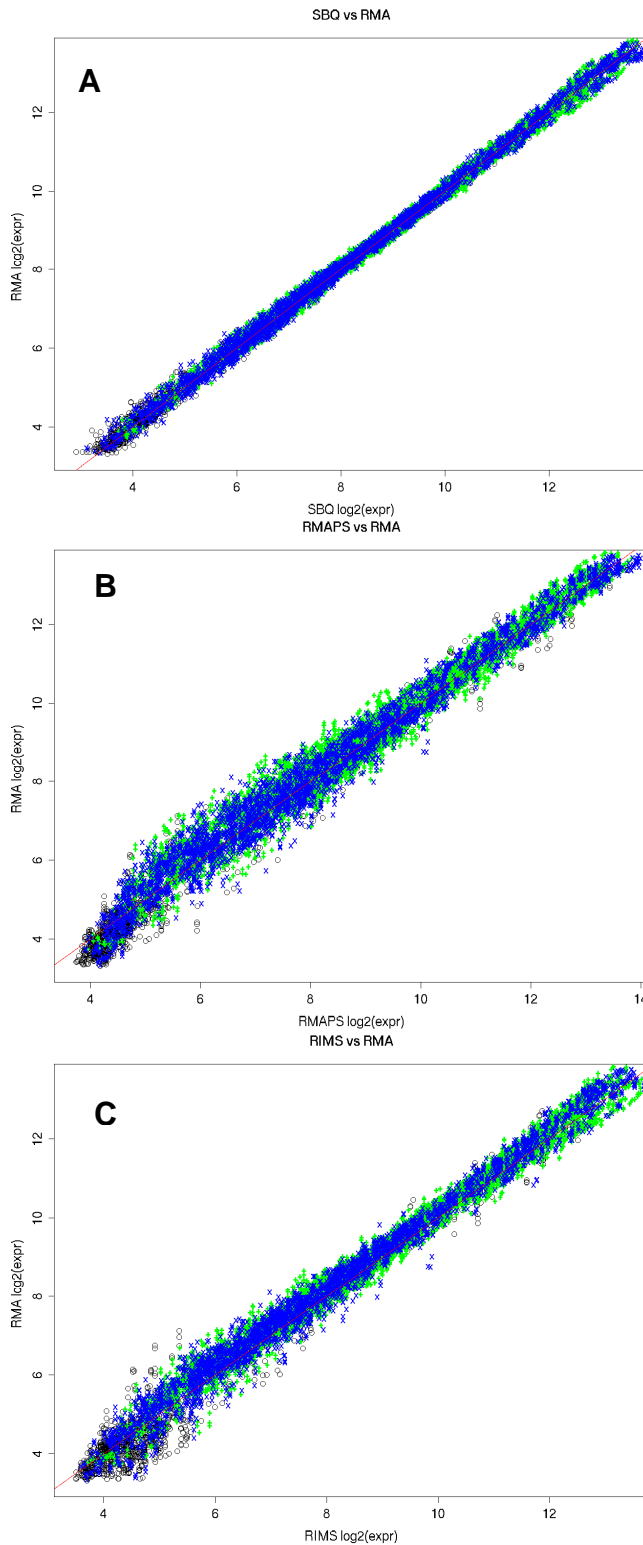 SBQ vs RMA
A
RMA log2(expr)
12
10
8
6
4
4 6 8 10 12
SBQ log2(expr)
RMAPS vs RMA
B
RMA log2(expr)
12
10
8
6
4
4 6 8 10 12 14
RMAPS log2(expr)
RIMS vs RMA
C
RMA log2(expr)
12
10
8
6
4
4 6 8 10 12
RIMS log2(expr)